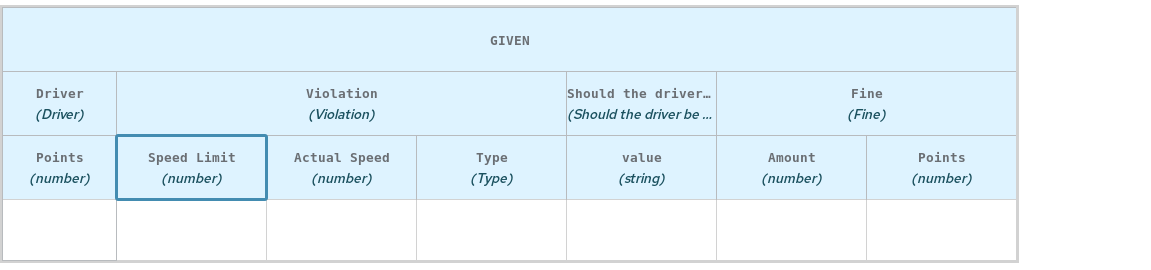 GIVEN
Driver Violation Should the driver… Fine
(Driver) (Violation) (Should the driver be ... (Fine)
Points Speed Limit Actual Speed Type value Amount Points
(number) (number) (number) (Type) (string) (number) (number)